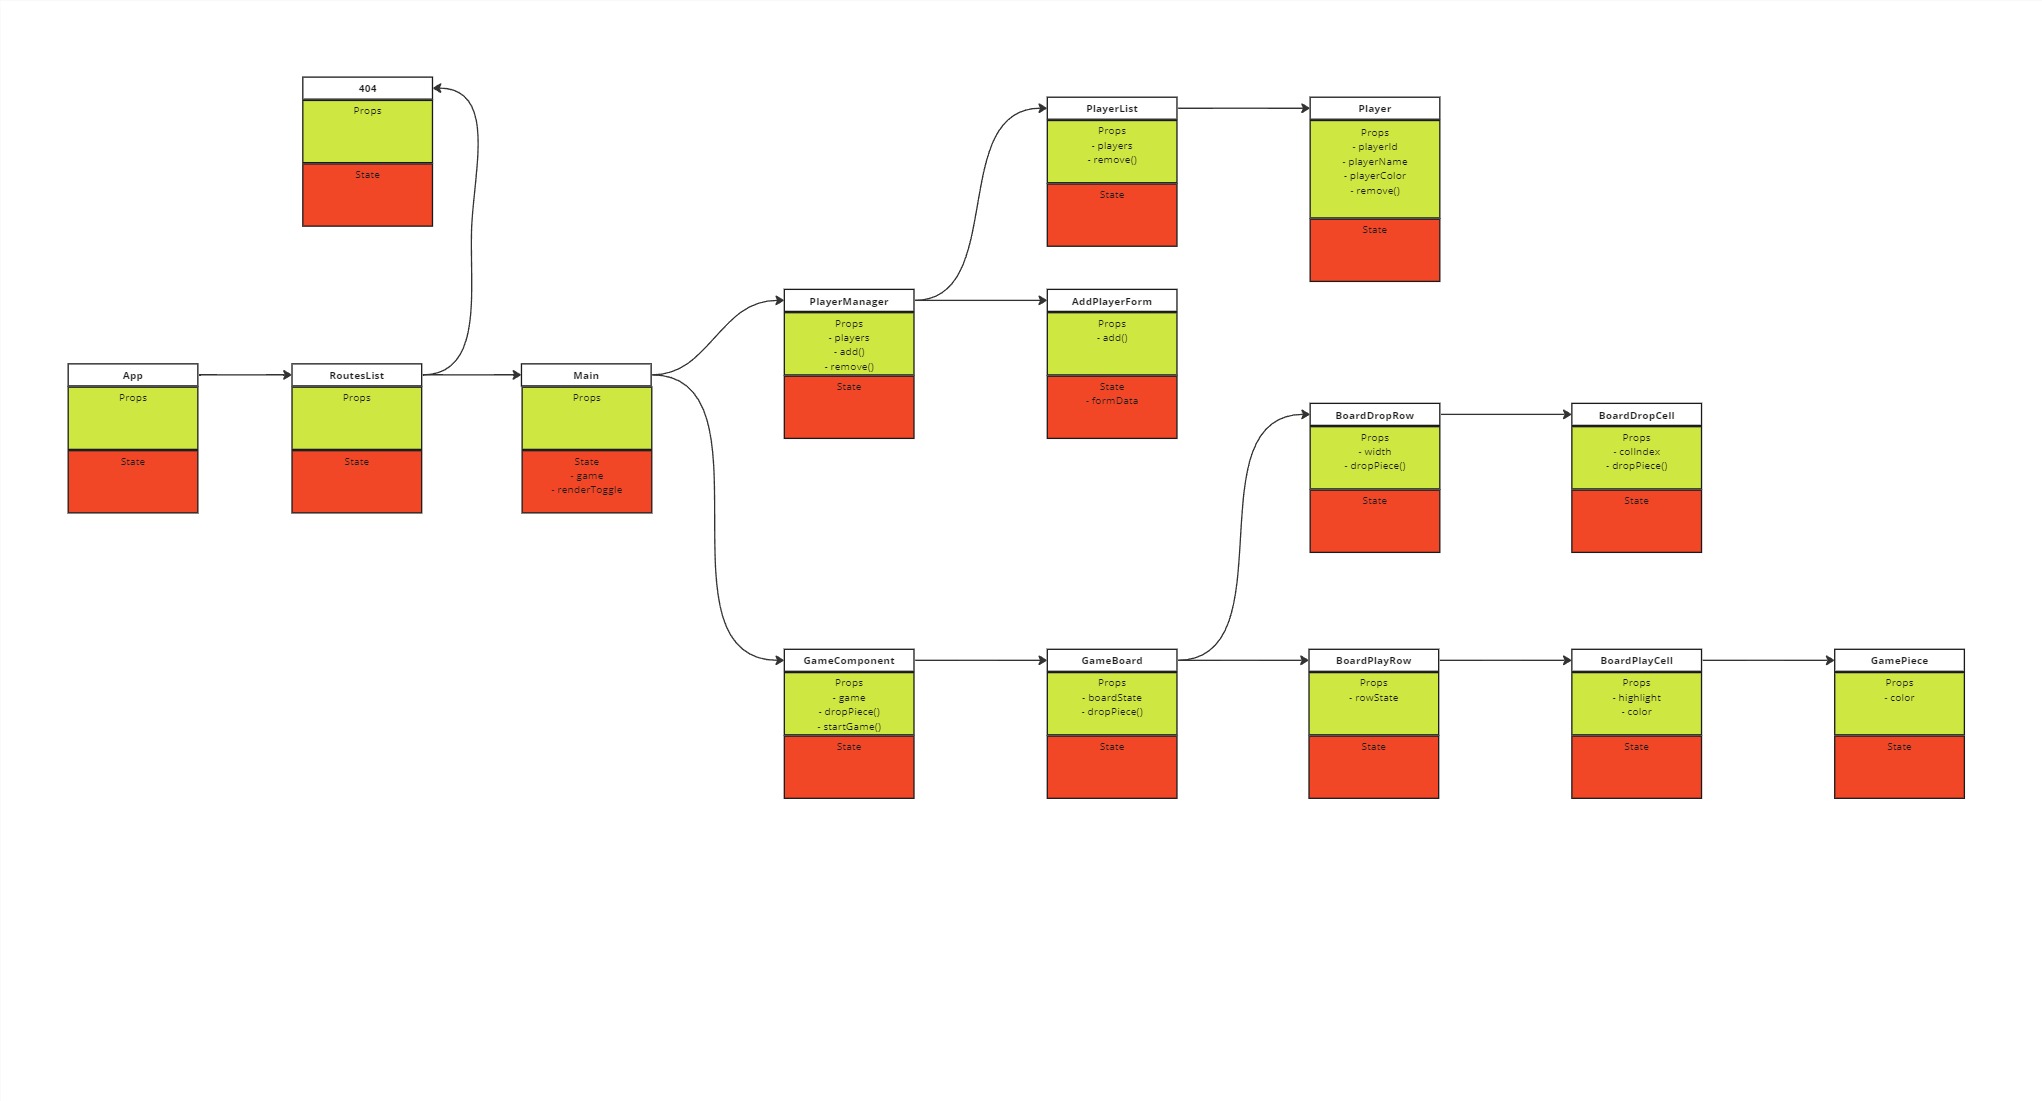 404
Props
State
PlayerList
Props
- players
- remove()
State
Player
Props
- playerId
- playerName
- playerColor
- remove()
State
PlayerManager
Props
- players
- add()
- remove()
State
AddPlayerForm
Props
- add()
State
- formData
App
Props
State
RoutesList
Props
State
Main
Props
State
- game
- renderToggle
BoardDropRow
Props
- width
- dropPiece()
State
BoardDropCell
Props
- colIndex
- dropPiece()
State
GameComponent
Props
- game
- dropPiece()
- startGame()
State
GameBoard
Props
- boardState
- dropPiece()
State
BoardPlayRow
Props
- rowState
State
BoardPlayCell
Props
- highlight
- color
State
GamePiece
Props
- color
State